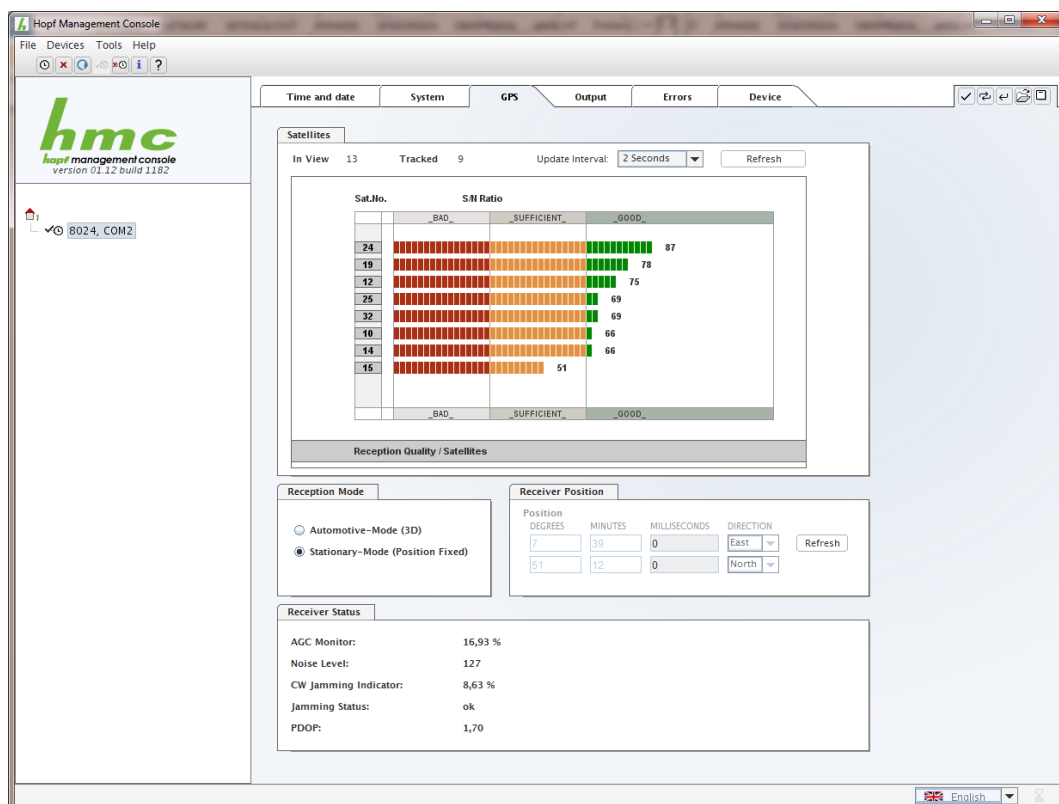 Hopf Management Console
File Devices Tools Help
hmc
hopf management console
version 01.12 build 1182
8024, COM2
Time and date System GPS Output Errors Device
Satellites
In View 13 Tracked 9 Update Interval: 2 Seconds Refresh
Sat.No. S/N Ratio
_BAD_ _SUFFICIENT_ _GOOD_
24 87
19 78
12 75
25 69
32 69
10 66
14 66
15 51
_BAD_ _SUFFICIENT_ _GOOD_
Reception Quality / Satellites
Reception Mode
Automotive-Mode (3D)
Stationary-Mode (Position Fixed)
Receiver Position
Position
DEGREES MINUTES MILLISECONDS DIRECTION
7 39 0 East Refresh
51 12 0 North
Receiver Status
AGC Monitor: 16,93 %
Noise Level: 127
CW Jamming Indicator: 8,63 %
Jamming Status: ok
PDOP: 1,70
English